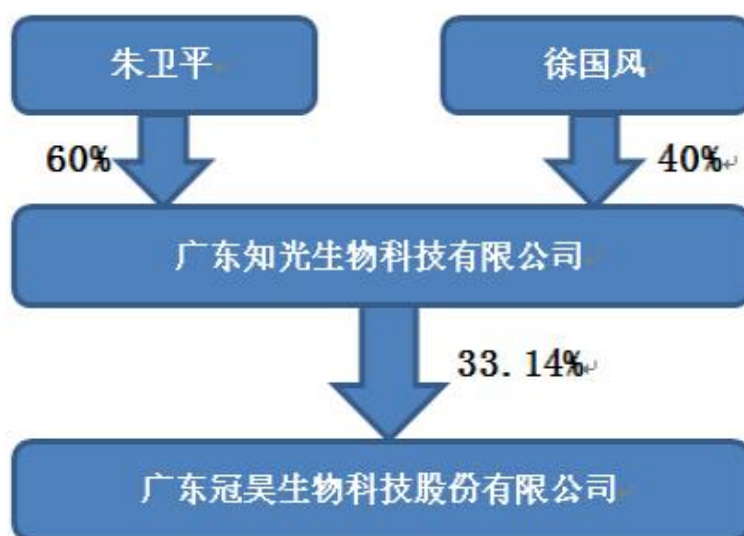 朱卫平
徐国风
60%
40%
广东知光生物科技有限公司
33.14%
广东冠昊生物科技股份有限公司